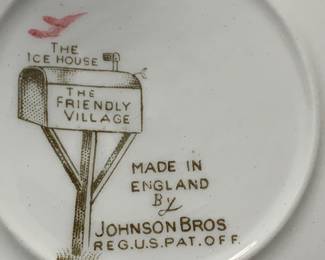 THE
ICE HOUSE
THE
FRIENDLY
VILLAGE
MADE IN
ENGLAND
By
JOHNSON BROS
REG.U.S.PAT.OFF.